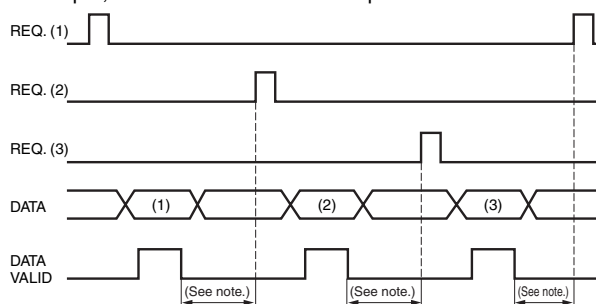 REQ. (1)
REQ. (2)
REQ. (3)
DATA
(1)
(2)
(3)
DATA
VALID
(See note.)
(See note.)
(See note.)